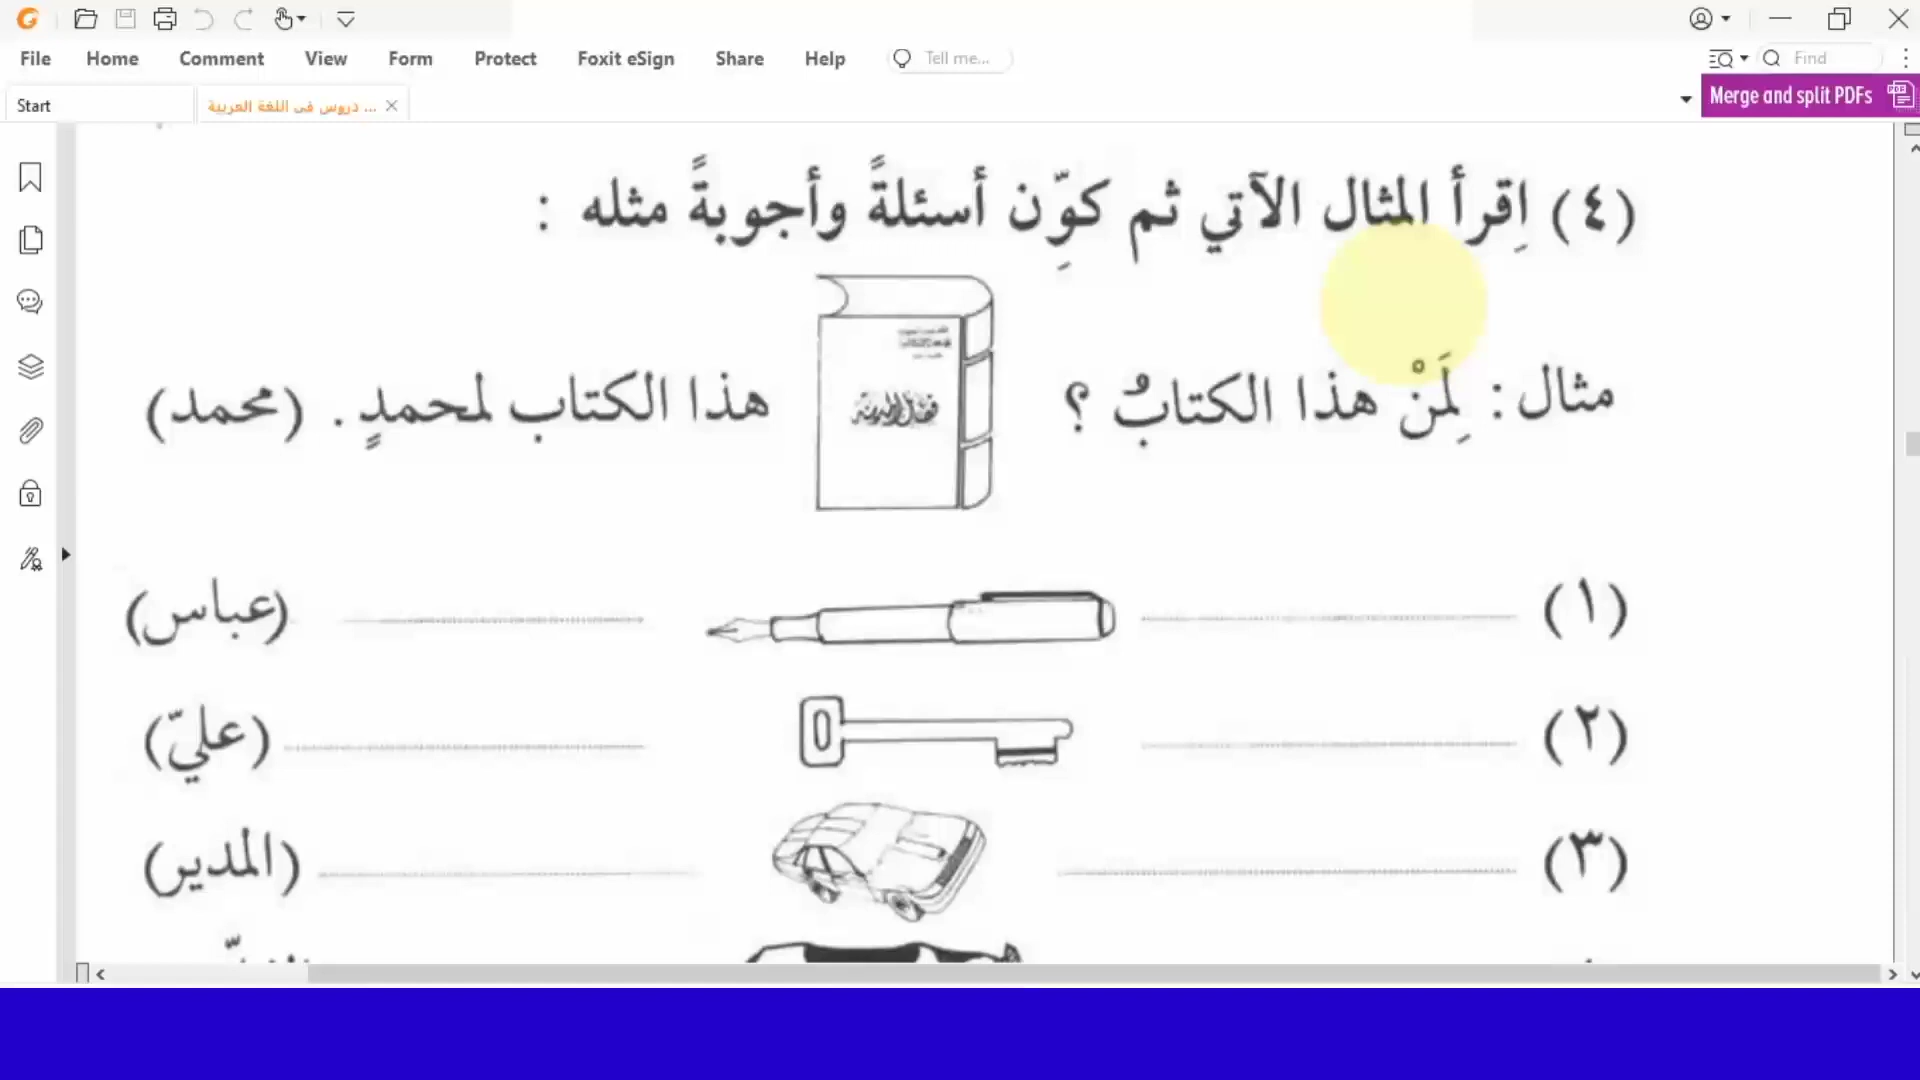 File Home Comment View Form Protect Foxit eSign Share Help Tell me... Find
Start دروس في اللغة العربية ... Merge and split PDFs
(٤) اِقرأ المثال الآتي ثم كوِّن أسئلةً وأجوبةً مثله :
مثال : لِمَنْ هذا الكتابُ ؟ هذا الكتاب لمحمدٍ . (محمد)
(١) (عباس)
(٢) (عليّ)
(٣) (المدير)